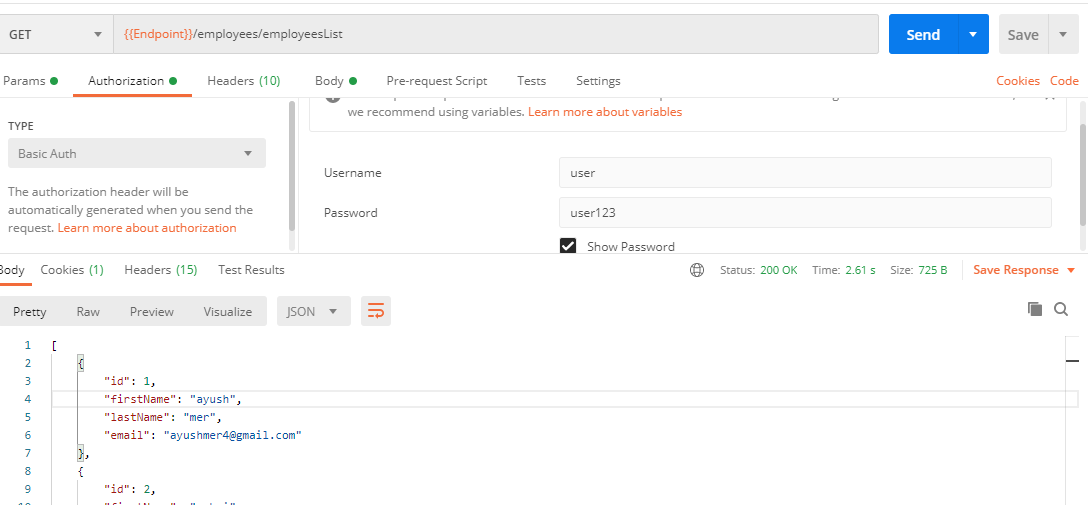 GET {{Endpoint}}/employees/employeesList Send Save
Params Authorization Headers (10) Body Pre-request Script Tests Settings Cookies Code
we recommend using variables. Learn more about variables
TYPE
Basic Auth
The authorization header will be
automatically generated when you send the
request. Learn more about authorization
Username user
Password user123
Show Password
Body Cookies (1) Headers (15) Test Results Status: 200 OK Time: 2.61 s Size: 725 B Save Response
Pretty Raw Preview Visualize JSON
1 [
2 {
3 "id": 1,
4 "firstName": "ayush",
5 "lastName": "mer",
6 "email": "ayushmer4@gmail.com"
7 },
8 {
9 "id": 2,